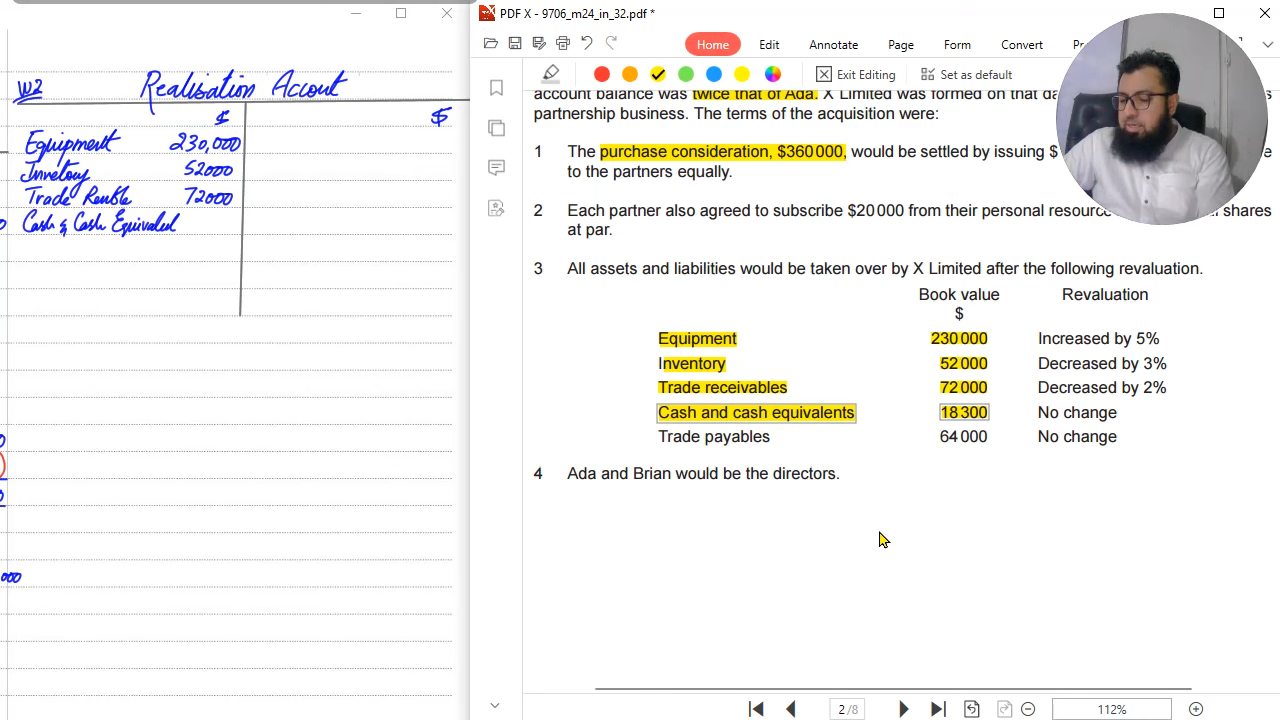 PDF X - 9706_m24_in_32.pdf *
Home Edit Annotate Page Form Convert
Exit Editing Set as default
W2 Realisation Accout
$ $
Equipment 230,000
Invetory 52000
Trade 72000
Cash & Cash
000
account balance was twice that of Ada. X Limited was formed on that
partnership business. The terms of the acquisition were:
1 The purchase consideration, $360 000, would be settled by issuing $
to the partners equally.
2 Each partner also agreed to subscribe $20 000 from their personal shares
at par.
3 All assets and liabilities would be taken over by X Limited after the following revaluation.
Book value Revaluation
$
Equipment 230 000 Increased by 5%
Inventory 52 000 Decreased by 3%
Trade receivables 72 000 Decreased by 2%
Cash and cash equivalents 18 300 No change
Trade payables 64 000 No change
4 Ada and Brian would be the directors.
2 /8 112%